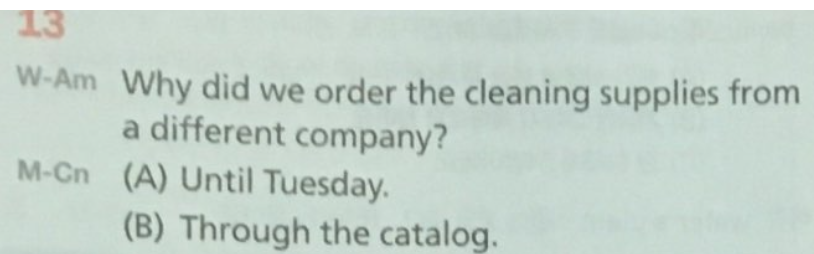 13
W-Am Why did we order the cleaning supplies from
a different company?
M-Cn (A) Until Tuesday.
(B) Through the catalog.